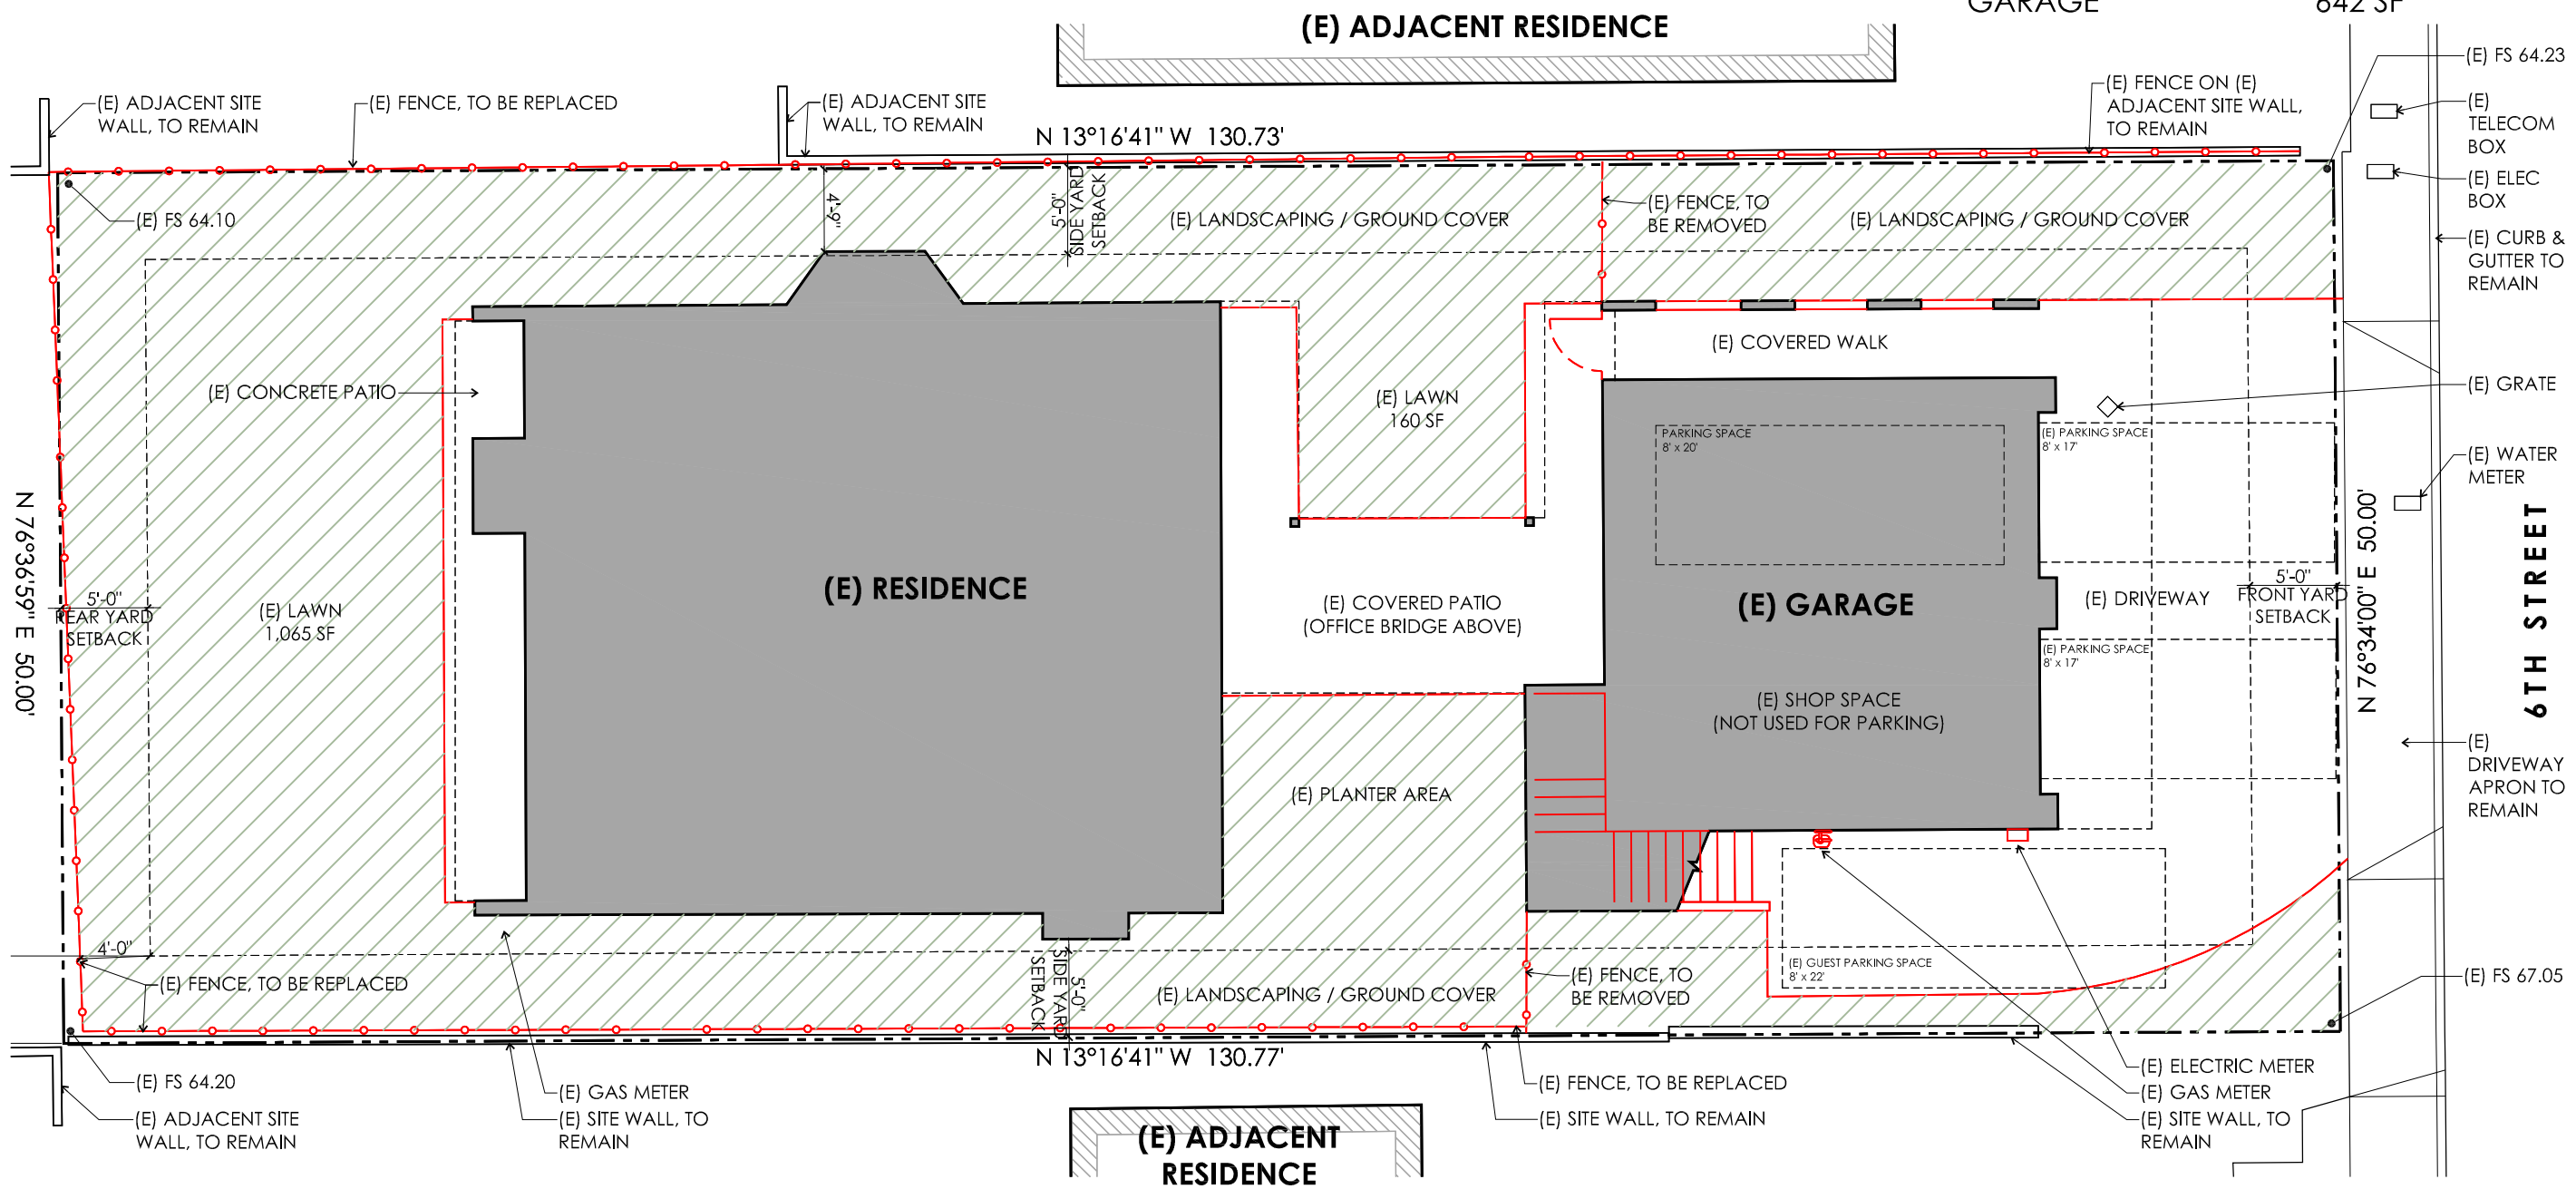 GARAGE 642 SF
(E) ADJACENT RESIDENCE
(E) FS 64.23
(E) ADJACENT SITE
WALL, TO REMAIN
(E) FENCE, TO BE REPLACED
(E) ADJACENT SITE
WALL, TO REMAIN
(E) FENCE ON (E)
ADJACENT SITE WALL,
TO REMAIN
(E)
TELECOM
BOX
N 13°16'41" W 130.73'
(E) ELEC
BOX
(E) FS 64.10
4'-9"
5'-0"
SIDE YARD
SETBACK
(E) LANDSCAPING / GROUND COVER
(E) FENCE, TO
BE REMOVED
(E) LANDSCAPING / GROUND COVER
(E) CURB &
GUTTER TO
REMAIN
(E) COVERED WALK
(E) CONCRETE PATIO
(E) LAWN
160 SF
(E) GRATE
PARKING SPACE
8' x 20'
(E) PARKING SPACE
8' x 17'
(E) WATER
METER
N 76°36'59" E 50.00'
5'-0"
REAR YARD
SETBACK
(E) LAWN
1,065 SF
(E) RESIDENCE
(E) COVERED PATIO
(OFFICE BRIDGE ABOVE)
(E) GARAGE
(E) DRIVEWAY
5'-0"
FRONT YARD
SETBACK
N 76°34'00" E 50.00'
6TH STREET
(E) PARKING SPACE
8' x 17'
(E) SHOP SPACE
(NOT USED FOR PARKING)
(E)
DRIVEWAY
APRON TO
REMAIN
(E) PLANTER AREA
4'-0"
(E) FENCE, TO BE REPLACED
SIDE YARD
SETBACK
5'-0"
(E) LANDSCAPING / GROUND COVER
(E) FENCE, TO
BE REMOVED
(E) GUEST PARKING SPACE
8' x 22'
(E) FS 67.05
N 13°16'41" W 130.77'
(E) FS 64.20
(E) ADJACENT SITE
WALL, TO REMAIN
(E) GAS METER
(E) SITE WALL, TO
REMAIN
(E) ADJACENT
RESIDENCE
(E) FENCE, TO BE REPLACED
(E) SITE WALL, TO REMAIN
(E) ELECTRIC METER
(E) GAS METER
(E) SITE WALL, TO
REMAIN